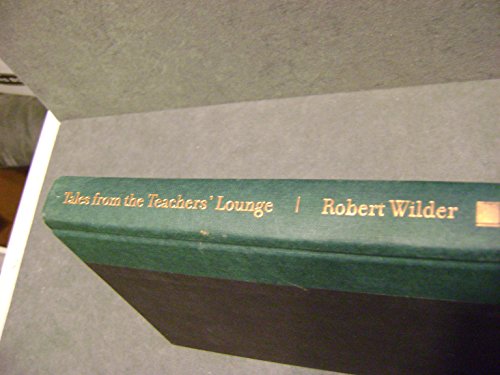 Tales from the Teachers' Lounge | Robert Wilder